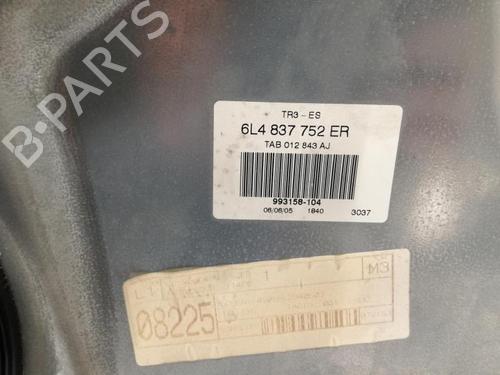 B-PARTS
TR3-ES
6L4 837 752 ER
TAB 012 843 AJ
993158-104
06/06/05 1840 3037
M3
08225